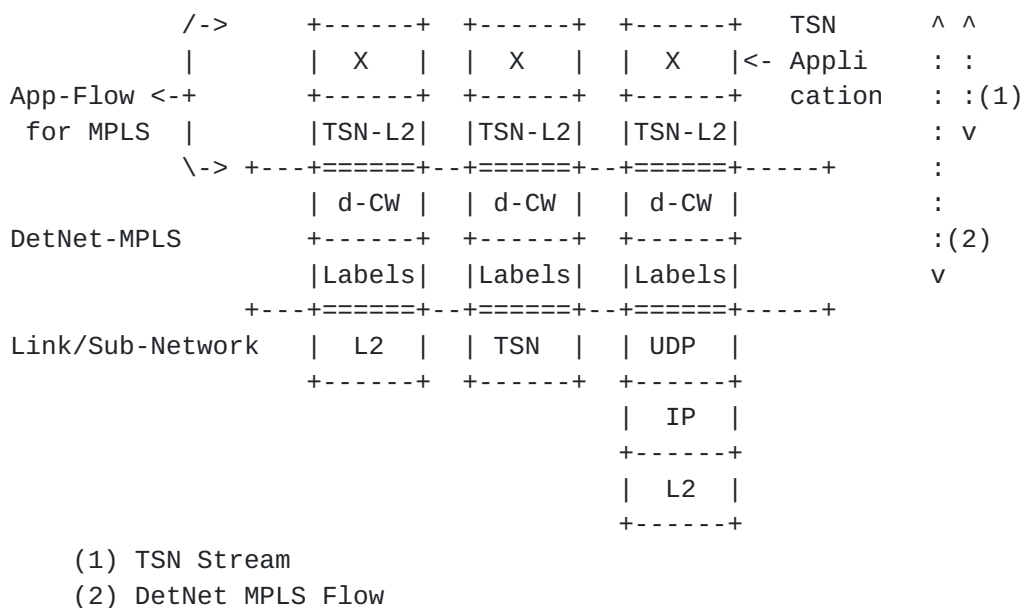 /->     +------+  +------+  +------+   TSN      ^ ^
           |       |  X   |  |  X   |  |  X   |<- Appli    : :
App-Flow <-+       +------+  +------+  +------+   cation   : :(1)
 for MPLS  |       |TSN-L2|  |TSN-L2|  |TSN-L2|            : v
           \-> +---+======+--+======+--+======+-----+      :
                   | d-CW |  | d-CW |  | d-CW |            :
DetNet-MPLS        +------+  +------+  +------+            :(2)
                   |Labels|  |Labels|  |Labels|            v
               +---+======+--+======+--+======+-----+
Link/Sub-Network   |  L2  |  | TSN  |  | UDP  |
                   +------+  +------+  +------+
                                       |  IP  |
                                       +------+
                                       |  L2  |
                                       +------+
    (1) TSN Stream
    (2) DetNet MPLS Flow